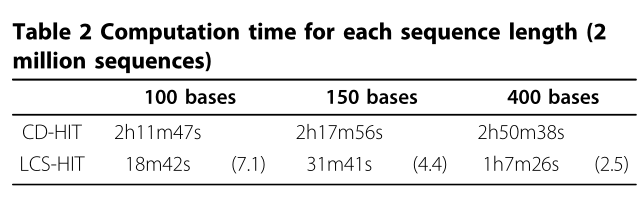 Table 2 Computation time for each sequence length (2
million sequences)
100 bases 150 bases 400 bases
CD-HIT 2h11m47s 2h17m56s 2h50m38s
LCS-HIT 18m42s (7.1) 31m41s (4.4) 1h7m26s (2.5)